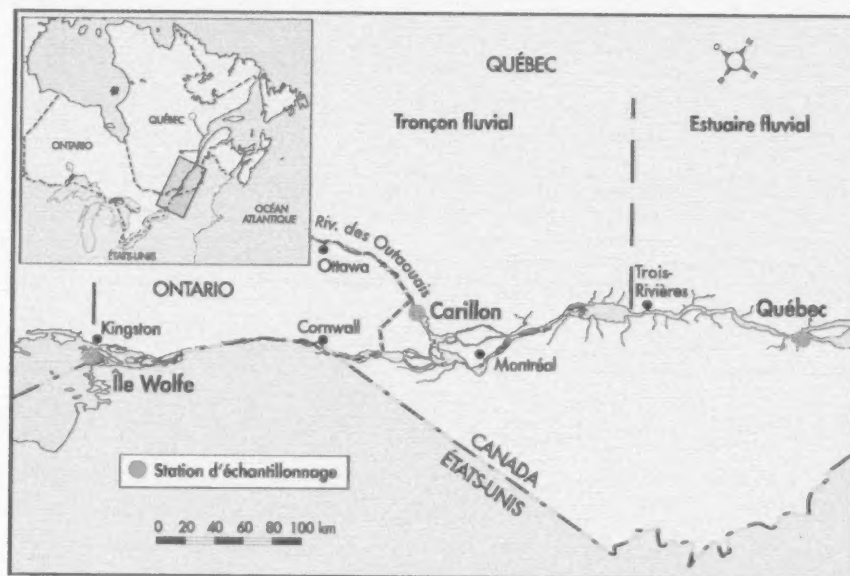 QUÉBEC
Tronçon fluvial
Estuaire fluvial
QUÉBEC
ONTARIO
OCÉAN
ATLANTIQUE
ÉTATS-UNIS
Riv. des Outaouais
Ottawa
ONTARIO
Kingston
Cornwall
Carillon
Trois-
Rivières
Québec
Montréal
Île Wolfe
CANADA
ÉTATS-UNIS
Station d'échantillonnage
0 20 40 60 80 100 km